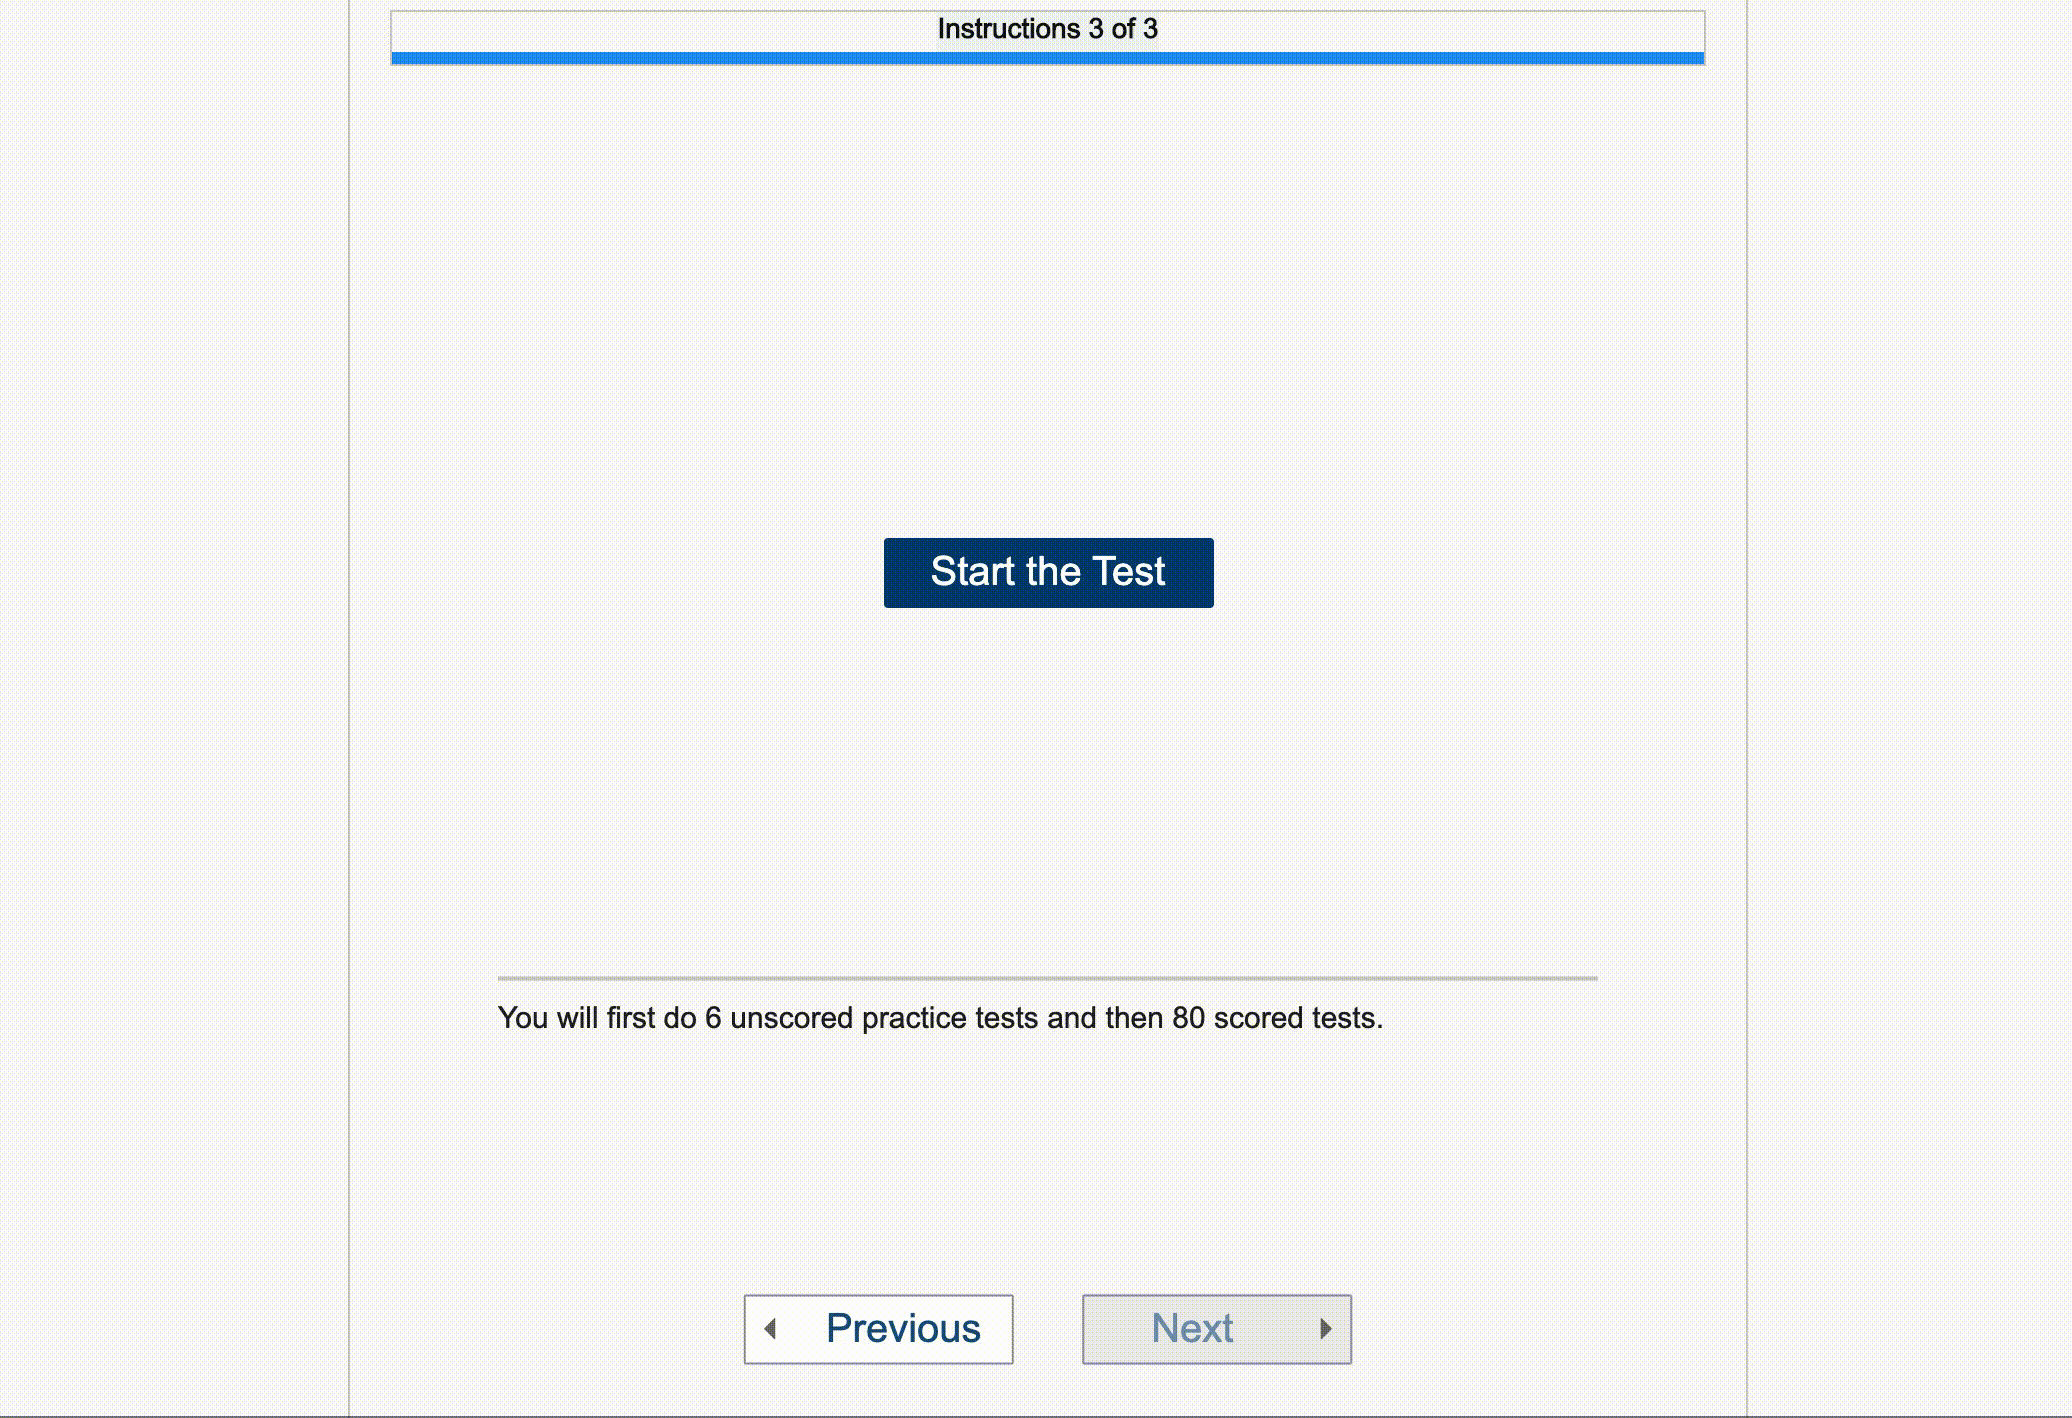 Instructions 3 of 3
Start the Test
You will first do 6 unscored practice tests and then 80 scored tests.
Previous
Next